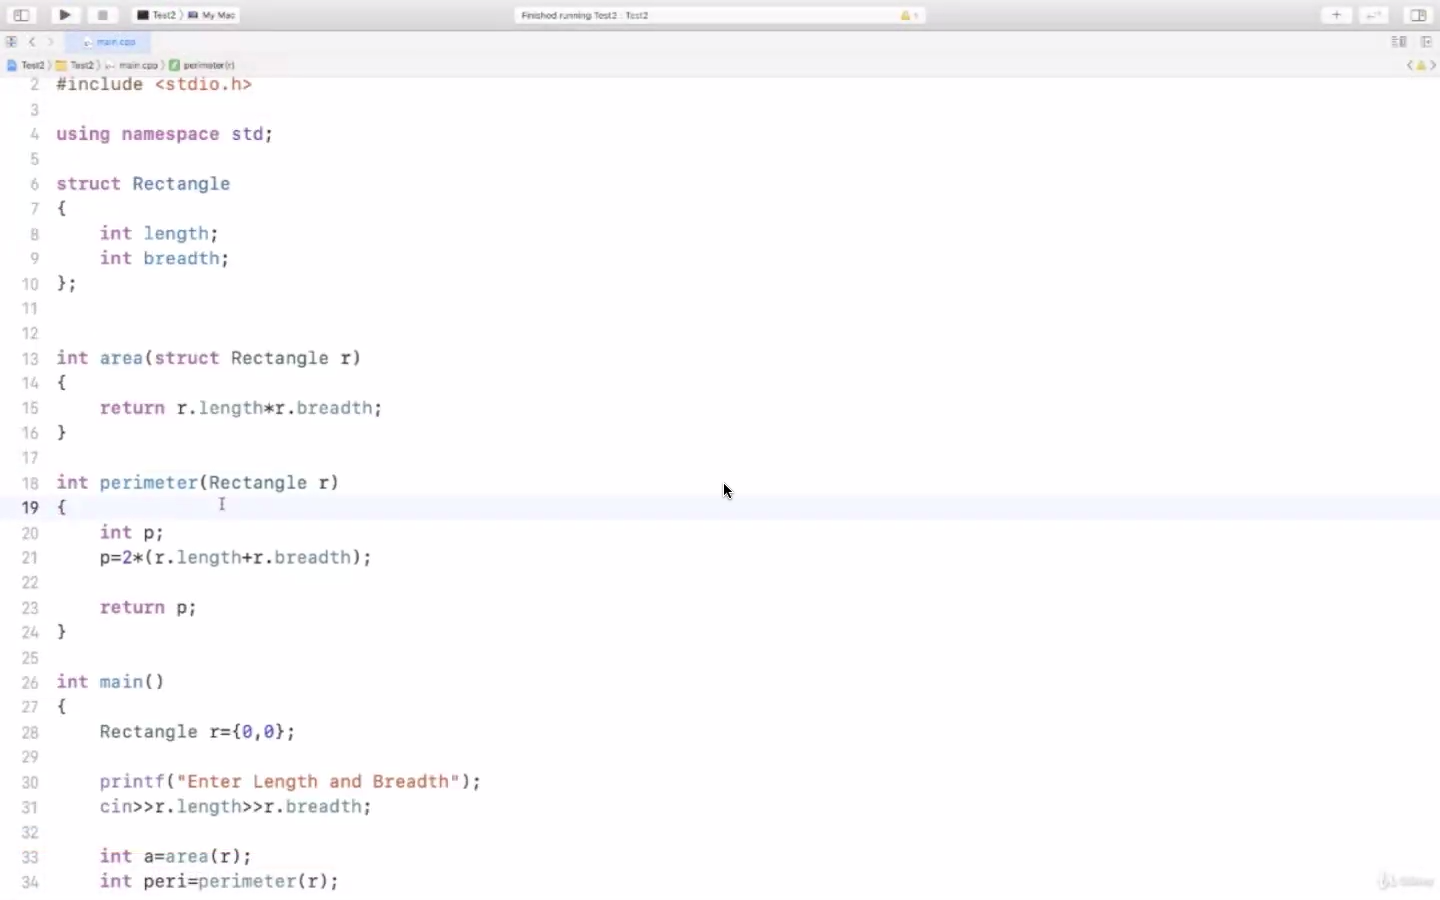 Test2 › My Mac
Finished running Test2 : Test2
1
main.cpp
Test2 › Test2 › main.cpp › perimeter(r)
2 #include <stdio.h>
3
4 using namespace std;
5
6 struct Rectangle
7 {
8 int length;
9 int breadth;
10 };
11
12
13 int area(struct Rectangle r)
14 {
15 return r.length*r.breadth;
16 }
17
18 int perimeter(Rectangle r)
19 {
20 int p;
21 p=2*(r.length+r.breadth);
22
23 return p;
24 }
25
26 int main()
27 {
28 Rectangle r={0,0};
29
30 printf("Enter Length and Breadth");
31 cin>>r.length>>r.breadth;
32
33 int a=area(r);
34 int peri=perimeter(r);
Udemy